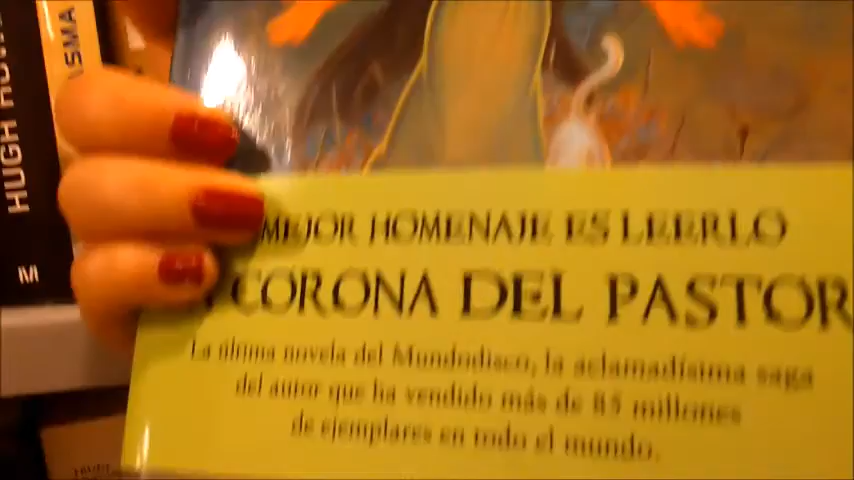 HUGH
M
ASMA
MEJOR HOMENAJE ES LEERLO
CORONA DEL PASTOR
La última novela del Mundodisco, la aclamadísima saga
del autor que ha vendido más de 85 millones
de ejemplares en todo el mundo.